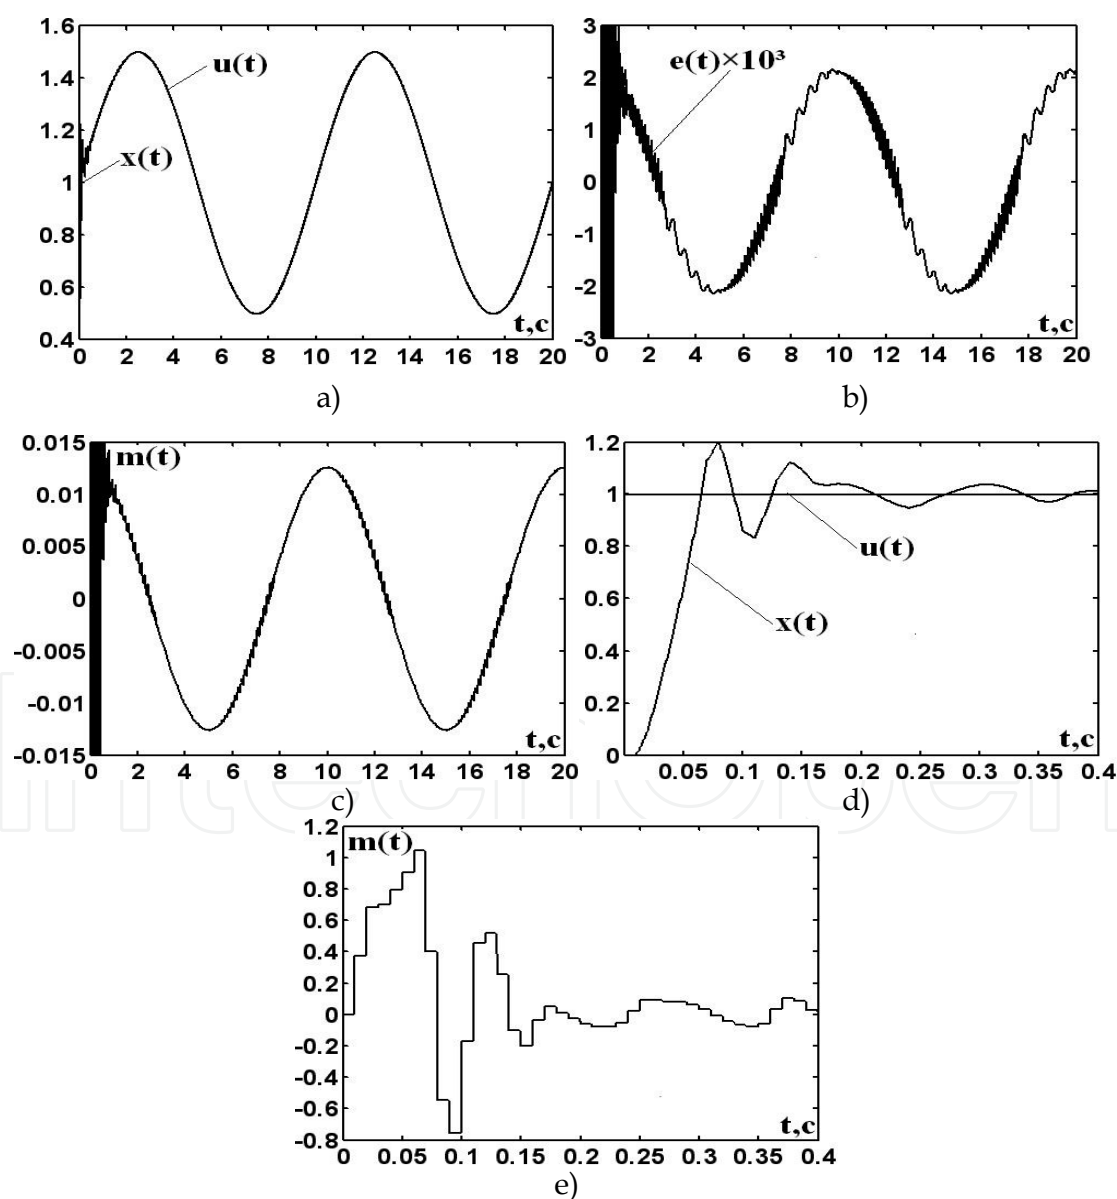 1.6
1.4
1.2
1
0.8
0.6
0.4
u(t)
x(t)
t,c
0 2 4 6 8 10 12 14 16 18 20
a)
3
2
1
0
-1
-2
-3
e(t)×10³
t,c
0 2 4 6 8 10 12 14 16 18 20
b)
0.015
0.01
0.005
0
-0.005
-0.01
-0.015
m(t)
t,c
0 2 4 6 8 10 12 14 16 18 20
c)
1.2
1
0.8
0.6
0.4
0.2
0
u(t)
x(t)
t,c
0.05 0.1 0.15 0.2 0.25 0.3 0.35 0.4
d)
1.2
1
0.8
0.6
0.4
0.2
0
-0.2
-0.4
-0.6
-0.8
m(t)
t,c
0 0.05 0.1 0.15 0.2 0.25 0.3 0.35 0.4
e)